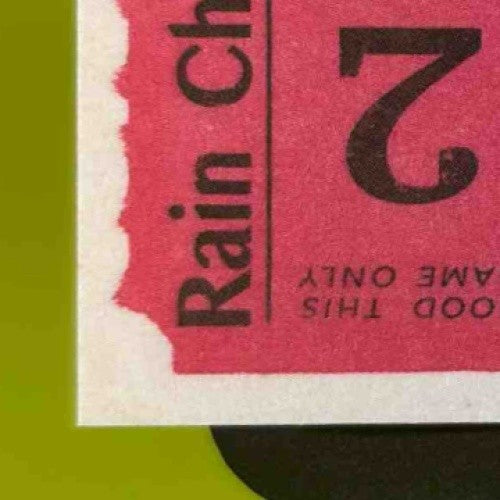 Rain Ch
2
OOD THIS
AME ONLY